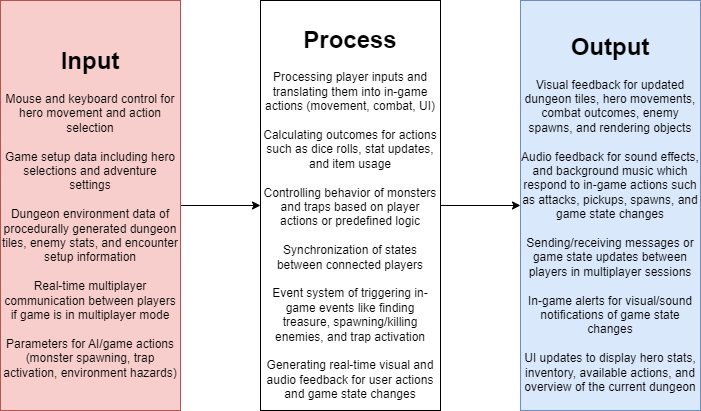 Input
Mouse and keyboard control for
hero movement and action
selection
Game setup data including hero
selections and adventure
settings
Dungeon environment data of
procedurally generated dungeon
tiles, enemy stats, and encounter
setup information
Real-time multiplayer
communication between players
if game is in multiplayer mode
Parameters for AI/game actions
(monster spawning, trap
activation, environment hazards)
Process
Processing player inputs and
translating them into in-game
actions (movement, combat, UI)
Calculating outcomes for actions
such as dice rolls, stat updates,
and item usage
Controlling behavior of monsters
and traps based on player
actions or predefined logic
Synchronization of states
between connected players
Event system of triggering in-
game events like finding
treasure, spawning/killing
enemies, and trap activation
Generating real-time visual and
audio feedback for user actions
and game state changes
Output
Visual feedback for updated
dungeon tiles, hero movements,
combat outcomes, enemy
spawns, and rendering objects
Audio feedback for sound effects,
and background music which
respond to in-game actions such
as attacks, pickups, spawns, and
game state changes
Sending/receiving messages or
game state updates between
players in multiplayer sessions
In-game alerts for visual/sound
notifications of game state
changes
UI updates to display hero stats,
inventory, available actions, and
overview of the current dungeon